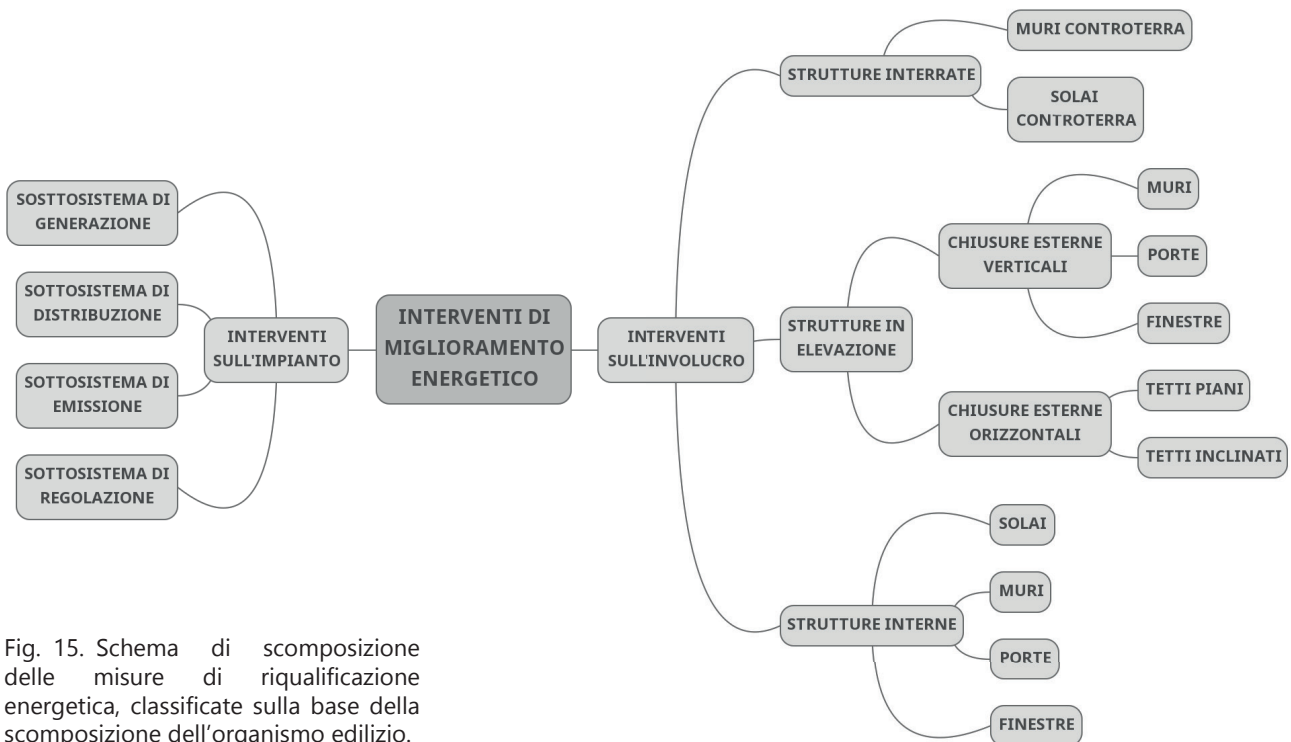 SOSTTOSISTEMA DI
GENERAZIONE
SOTTOSISTEMA DI
DISTRIBUZIONE
SOTTOSISTEMA DI
EMISSIONE
SOTTOSISTEMA DI
REGOLAZIONE
INTERVENTI
SULL'IMPIANTO
INTERVENTI DI
MIGLIORAMENTO
ENERGETICO
INTERVENTI
SULL'INVOLUCRO
STRUTTURE INTERRATE
MURI CONTROTERRA
SOLAI
CONTROTERRA
STRUTTURE IN
ELEVAZIONE
CHIUSURE ESTERNE
VERTICALI
MURI
PORTE
FINESTRE
CHIUSURE ESTERNE
ORIZZONTALI
TETTI PIANI
TETTI INCLINATI
STRUTTURE INTERNE
SOLAI
MURI
PORTE
FINESTRE
Fig. 15. Schema di scomposizione
delle misure di riqualificazione
energetica, classificate sulla base della
scomposizione dell'organismo edilizio.